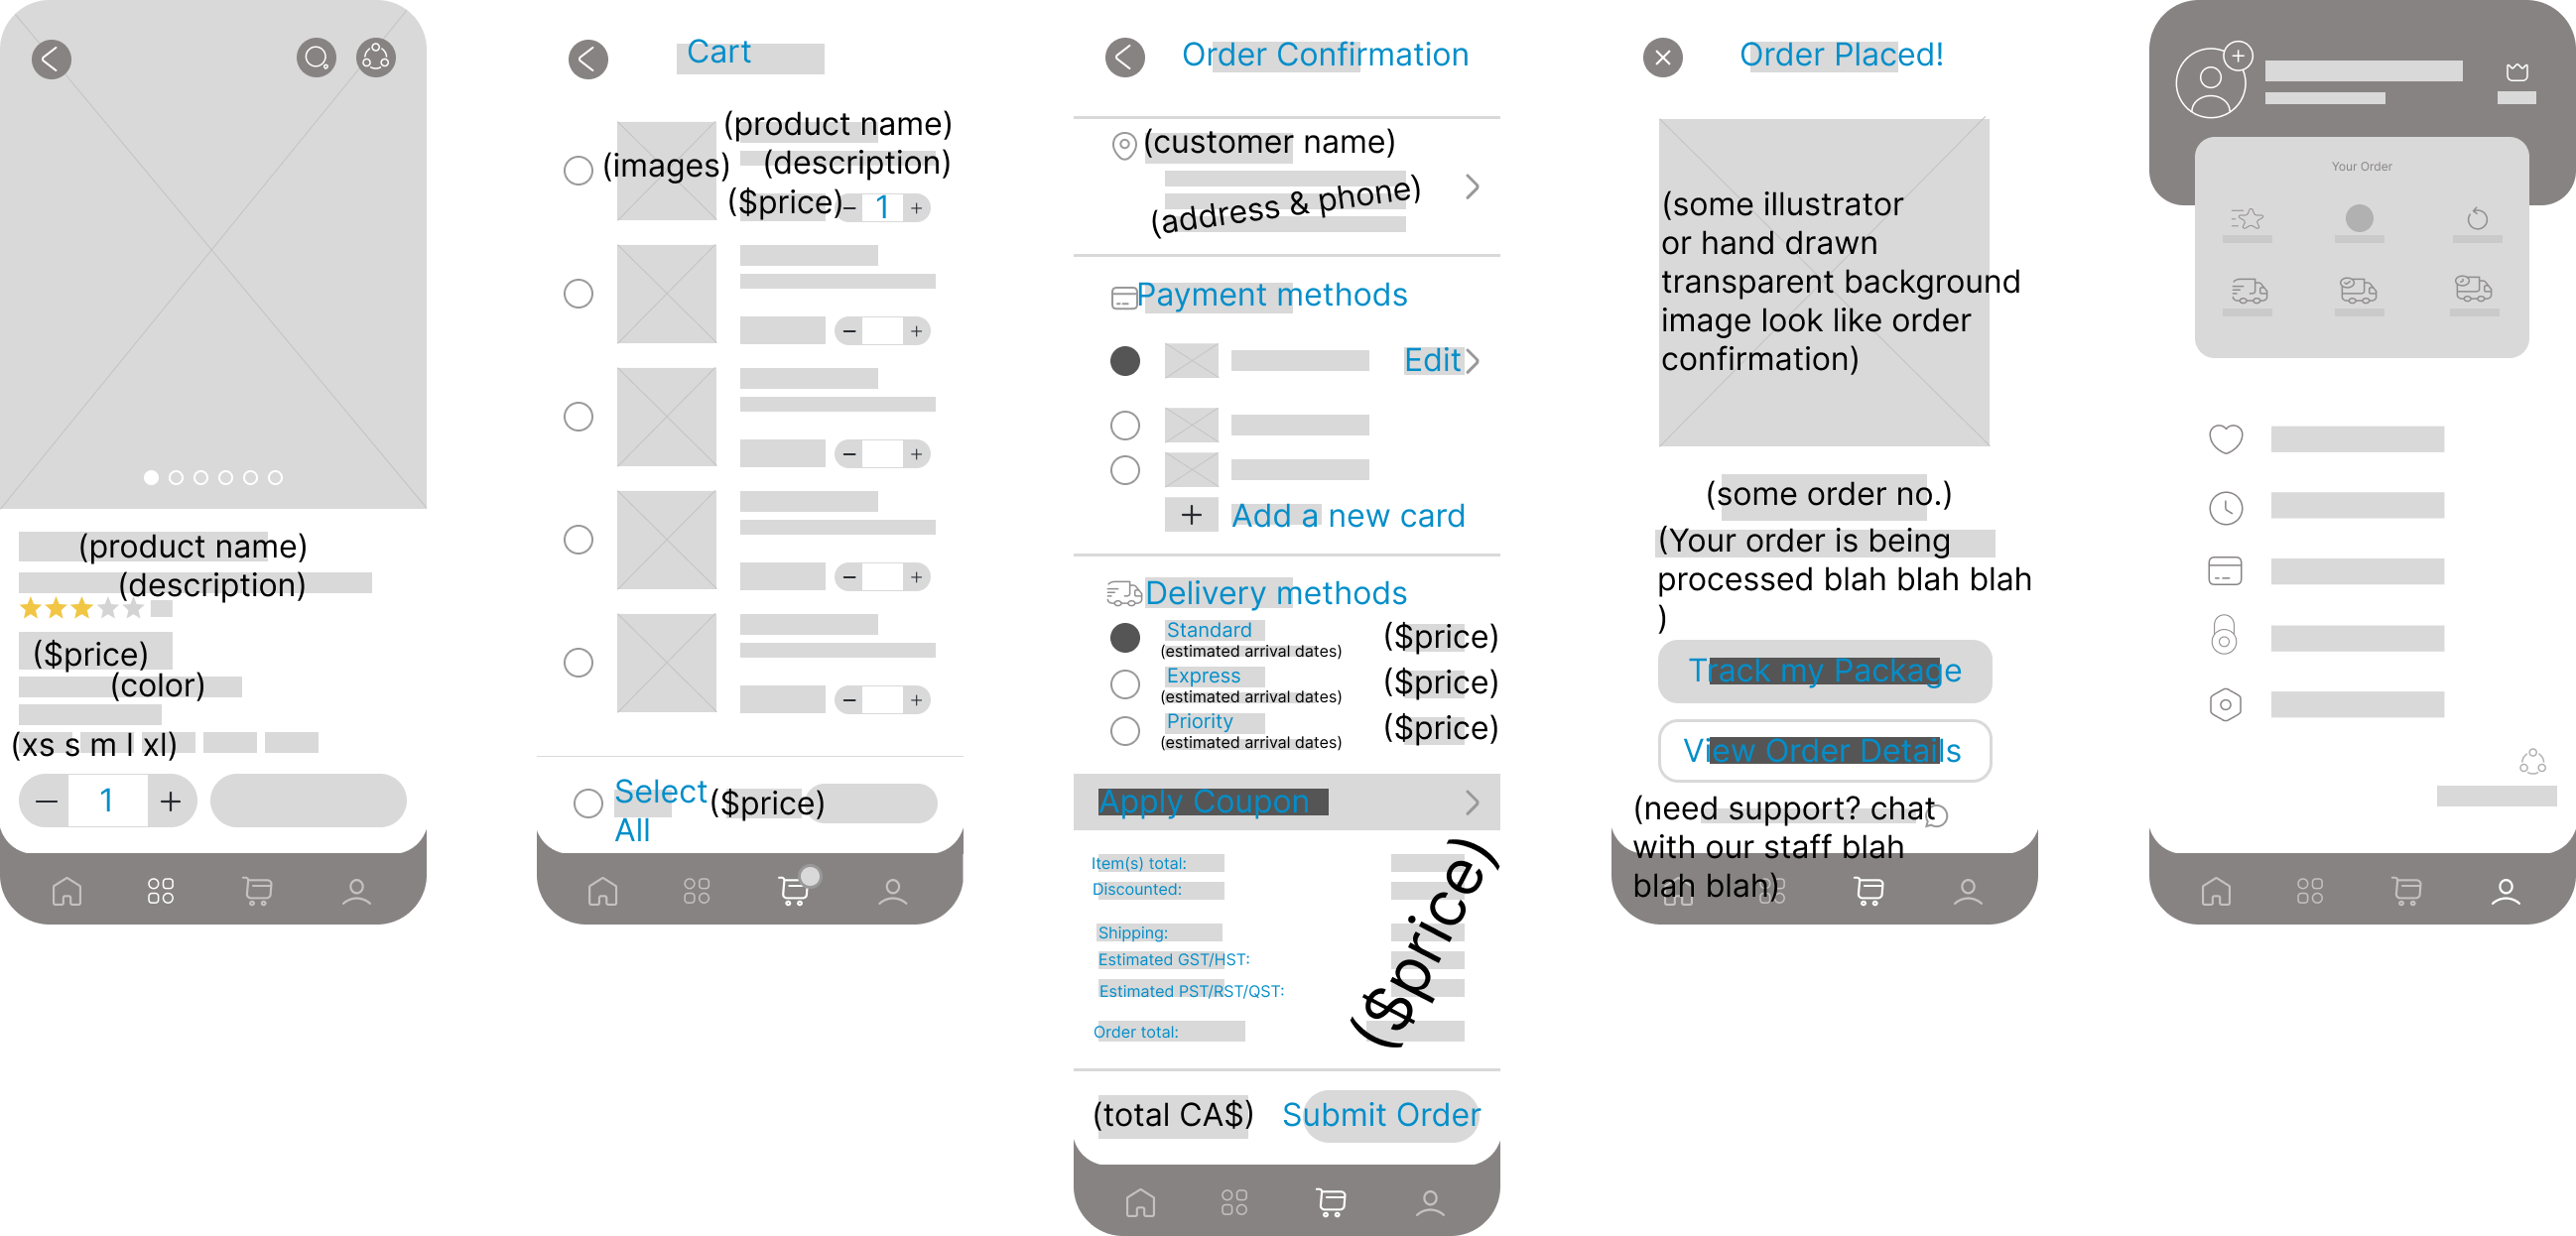 (product name)
(description)
($price)
(color)
(xs s m l xl)
1
Cart
(images)
(product name)
(description)
($price)
1
Select
All
($price)
Order Confirmation
(customer name)
(address & phone)
Payment methods
Edit
Add a new card
Delivery methods
Standard
(estimated arrival dates)
($price)
Express
(estimated arrival dates)
($price)
Priority
(estimated arrival dates)
($price)
Apply Coupon
Item(s) total:
Discounted:
Shipping:
Estimated GST/HST:
Estimated PST/RST/QST:
Order total:
($price)
(total CA$)
Submit Order
Order Placed!
(some illustrator
or hand drawn
transparent background
image look like order
confirmation)
(some order no.)
(Your order is being
processed blah blah blah
)
Track my Package
View Order Details
(need support? chat
with our staff blah
blah blah)
Your Order